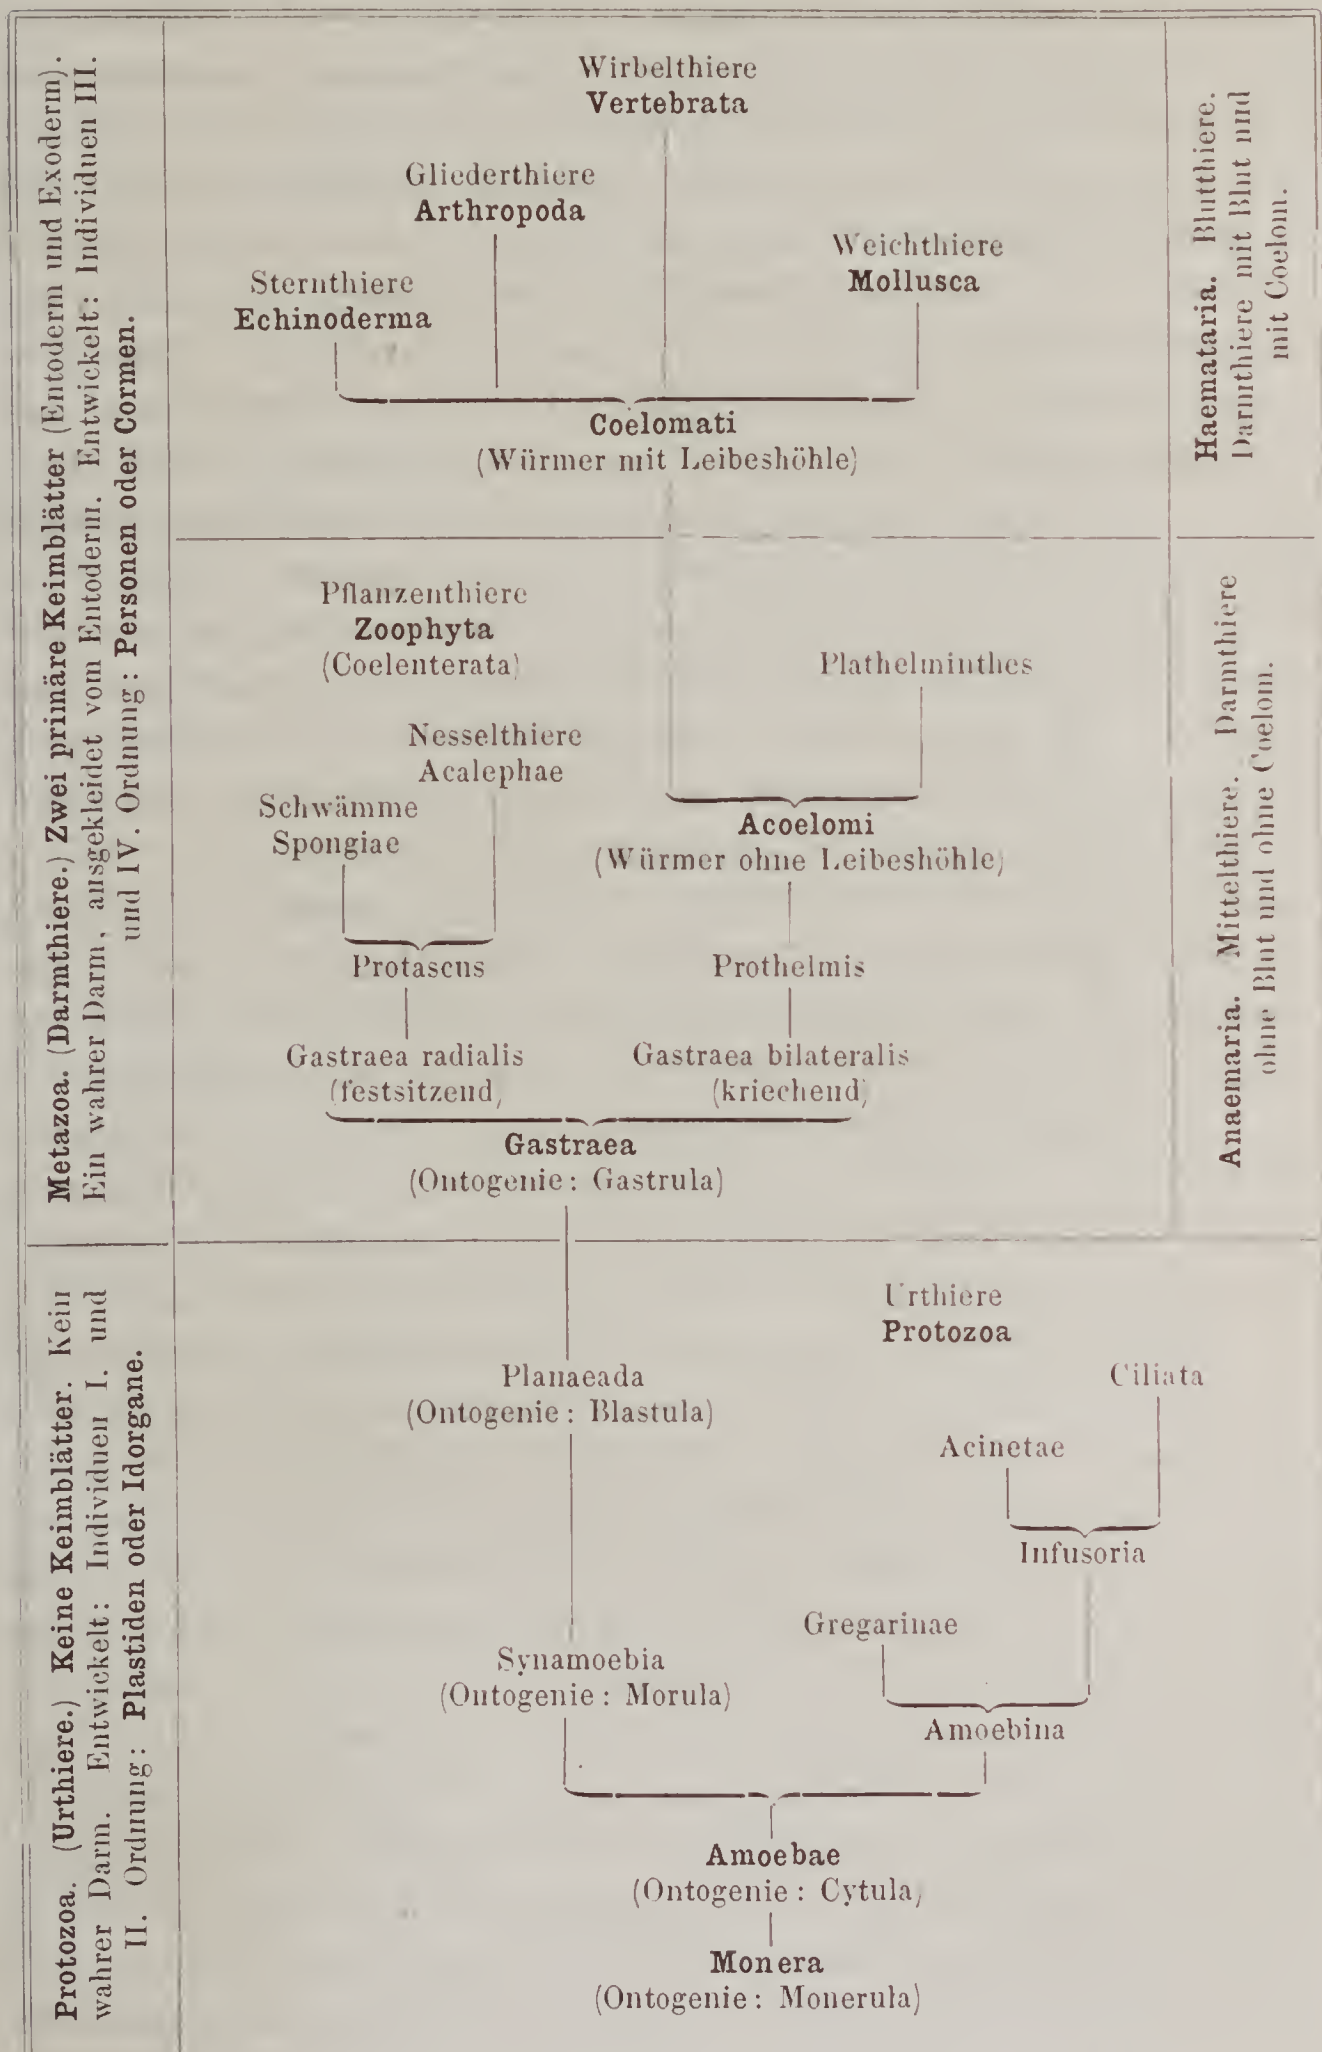 Metazoa. (Darmthiere.) Zwei primäre Keimblätter (Entoderm und Exoderm).
Ein wahrer Darm, ausgekleidet vom Entoderm. Entwickelt: Individuen III.
und IV. Ordnung: Personen oder Cormen.
Wirbelthiere
Vertebrata
Gliederthiere
Arthropoda
Weichthiere
Mollusca
Sternthiere
Echinoderma
Coelomati
(Würmer mit Leibeshöhle)
Haemataria. Blutthiere.
Darmthiere mit Blut und
mit Coelom.
Pflanzenthiere
Zoophyta
(Coelenterata)
Plathelminthes
Nesselthiere
Acalephae
Schwämme
Spongiae
Acoelomi
(Würmer ohne Leibeshöhle)
Protascus
Prothelmis
Gastraea radialis
(festsitzend)
Gastraea bilateralis
(kriechend)
Gastraea
(Ontogenie: Gastrula)
Anaemaria. Mittelthiere. Darmthiere
ohne Blut und ohne Coelom.
Protozoa. (Urthiere.) Keine Keimblätter. Kein
wahrer Darm. Entwickelt: Individuen I. und
II. Ordnung: Plastiden oder Idorgane.
Urthiere
Protozoa
Planaeada
(Ontogenie: Blastula)
Ciliata
Acinetae
Infusoria
Gregarinae
Synamoebia
(Ontogenie: Morula)
Amoebina
Amoebae
(Ontogenie: Cytula)
Monera
(Ontogenie: Monerula)